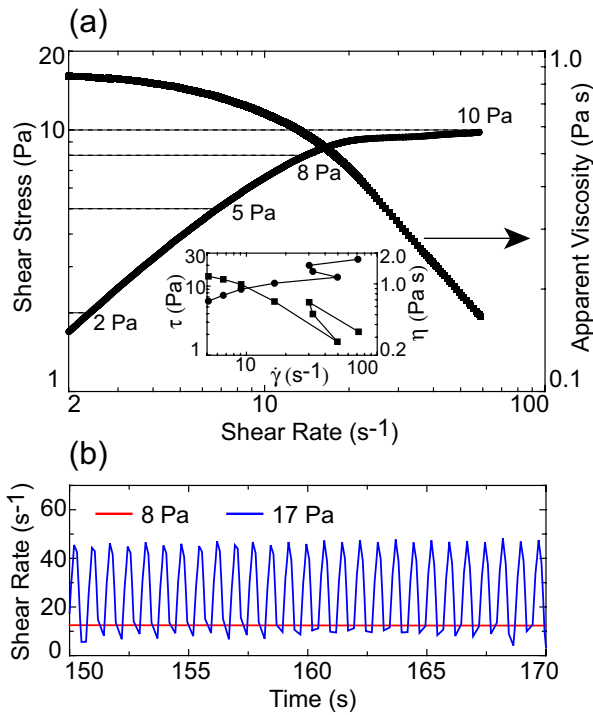 (a)
20
10
1
Shear Stress (Pa)
2 Pa
5 Pa
8 Pa
10 Pa
1.0
0.1
Apparent Viscosity (Pa s)
30
10
1
τ (Pa)
2.0
1.0
0.2
η (Pa s)
10
100
γ̇ (s-1)
2
10
100
Shear Rate (s-1)
(b)
8 Pa
17 Pa
60
40
20
0
Shear Rate (s-1)
150
155
160
165
170
Time (s)